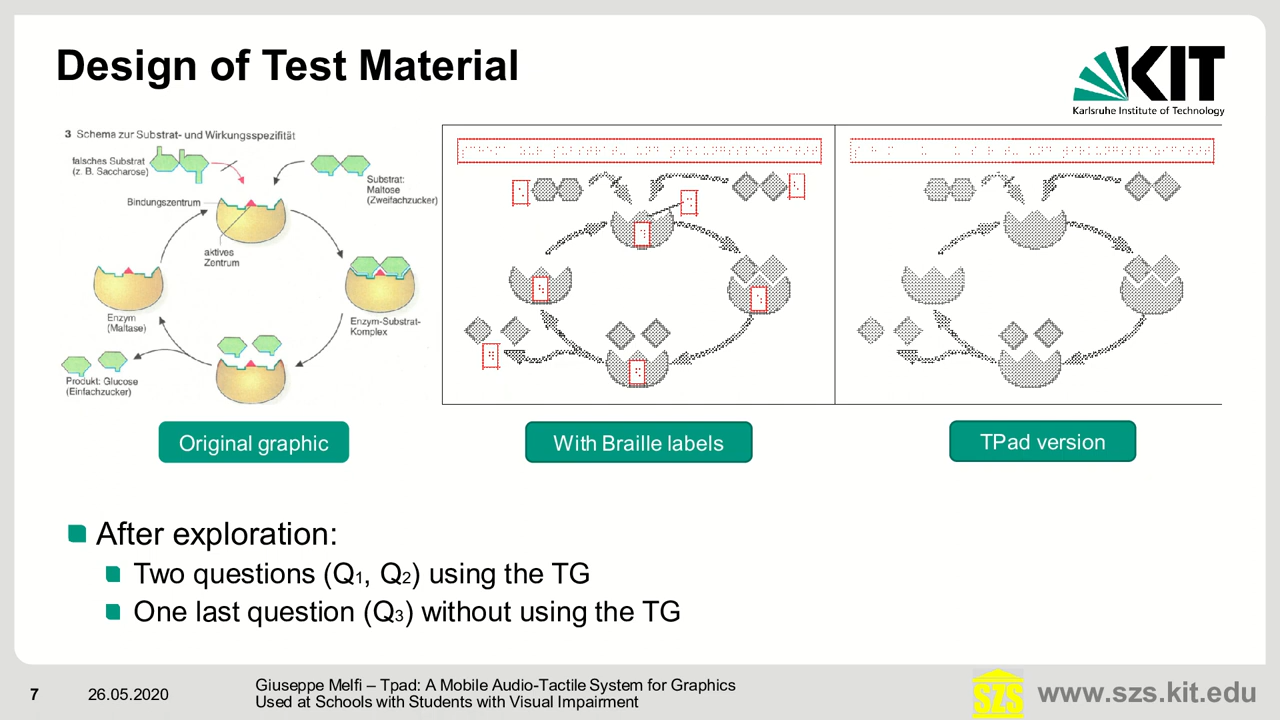 Design of Test Material
KIT
Karlsruhe Institute of Technology
3 Schema zur Substrat- und Wirkungsspezifität
falsches Substrat
(z. B. Saccharose)
Substrat:
Maltose
(Zweifachzucker)
Bindungszentrum
aktives
Zentrum
Enzym
(Maltase)
Enzym-Substrat-
Komplex
Produkt: Glucose
(Einfachzucker)
Original graphic
With Braille labels
TPad version
After exploration:
Two questions (Q1, Q2) using the TG
One last question (Q3) without using the TG
7
26.05.2020
Giuseppe Melfi – Tpad: A Mobile Audio-Tactile System for Graphics
Used at Schools with Students with Visual Impairment
SZS
www.szs.kit.edu